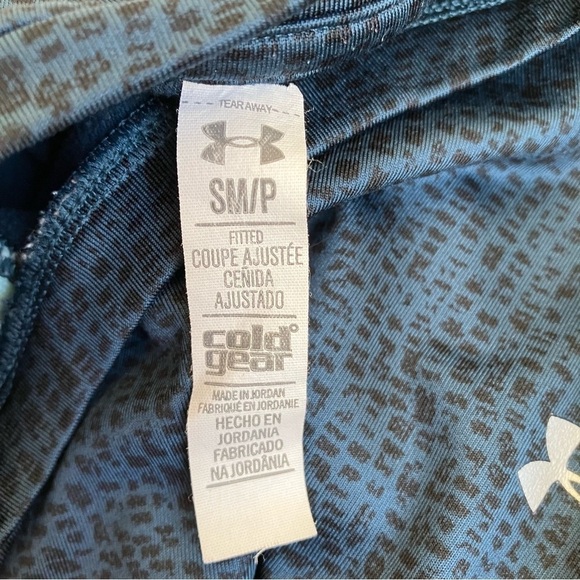 TEAR AWAY
SM/P
FITTED
COUPE AJUSTÉE
CEÑIDA
AJUSTADO
cold
gear
MADE IN JORDAN
FABRIQUÉ EN JORDANIE
HECHO EN
JORDANIA
FABRICADO
NA JORDÂNIA